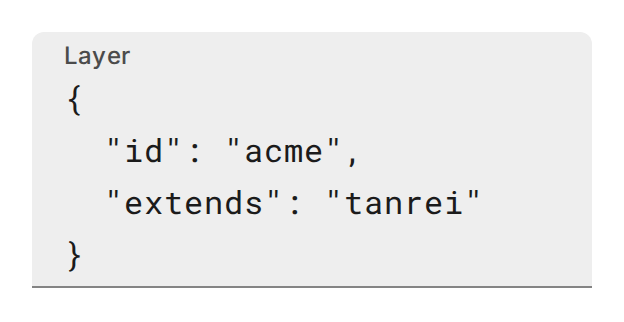 Layer
{
  "id": "acme",
  "extends": "tanrei"
}